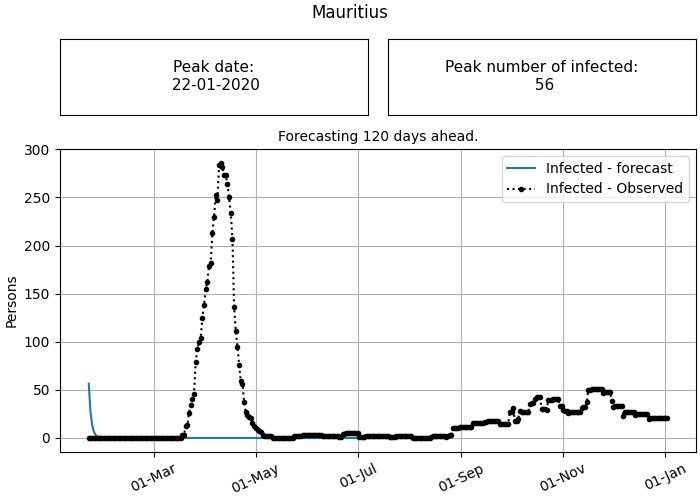 Mauritius
Peak date:
22-01-2020
Peak number of infected:
56
Forecasting 120 days ahead.
Infected - forecast
Infected - Observed
Persons
300
250
200
150
100
50
0
01-Mar
01-May
01-Jul
01-Sep
01-Nov
01-Jan